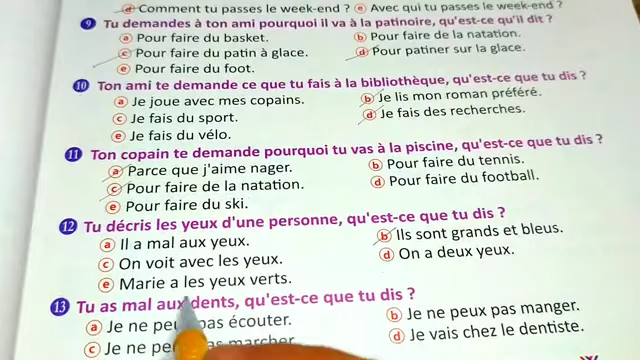 d Comment tu passes le week-end ? e Avec qui tu passes le week-end ?
9 Tu demandes à ton ami pourquoi il va à la patinoire, qu'est-ce qu'il dit ?
a Pour faire du basket. b Pour faire de la natation.
c Pour faire du patin à glace. d Pour patiner sur la glace.
e Pour faire du foot.
10 Ton ami te demande ce que tu fais à la bibliothèque, qu'est-ce que tu dis ?
a Je joue avec mes copains. b Je lis mon roman préféré.
c Je fais du sport. d Je fais des recherches.
e Je fais du vélo.
11 Ton copain te demande pourquoi tu vas à la piscine, qu'est-ce que tu dis ?
a Parce que j'aime nager. b Pour faire du tennis.
c Pour faire de la natation. d Pour faire du football.
e Pour faire du ski.
12 Tu décris les yeux d'une personne, qu'est-ce que tu dis ?
a Il a mal aux yeux. b Ils sont grands et bleus.
c On voit avec les yeux. d On a deux yeux.
e Marie a les yeux verts.
13 Tu as mal aux dents, qu'est-ce que tu dis ?
a Je ne peux pas écouter. b Je ne peux pas manger.
c Je ne pas marcher. d Je vais chez le dentiste.